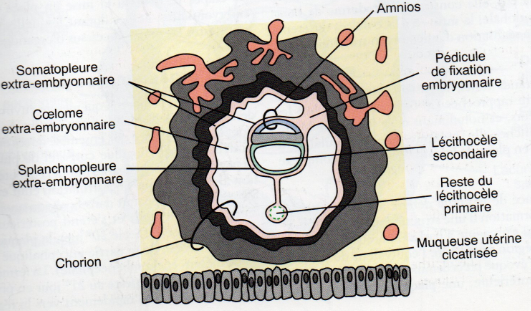 Amnios
Somatopleure
extra-embryonnaire
Cœlome
extra-embryonnaire
Splanchnopleure
extra-embryonnare
Chorion
Pédicule
de fixation
embryonnaire
Lécithocèle
secondaire
Reste du
lécithocèle
primaire
Muqueuse utérine
cicatrisée